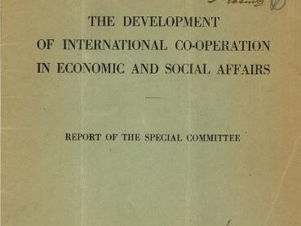 THE DEVELOPMENT
OF INTERNATIONAL CO-OPERATION
IN ECONOMIC AND SOCIAL AFFAIRS
REPORT OF THE SPECIAL COMMITTEE